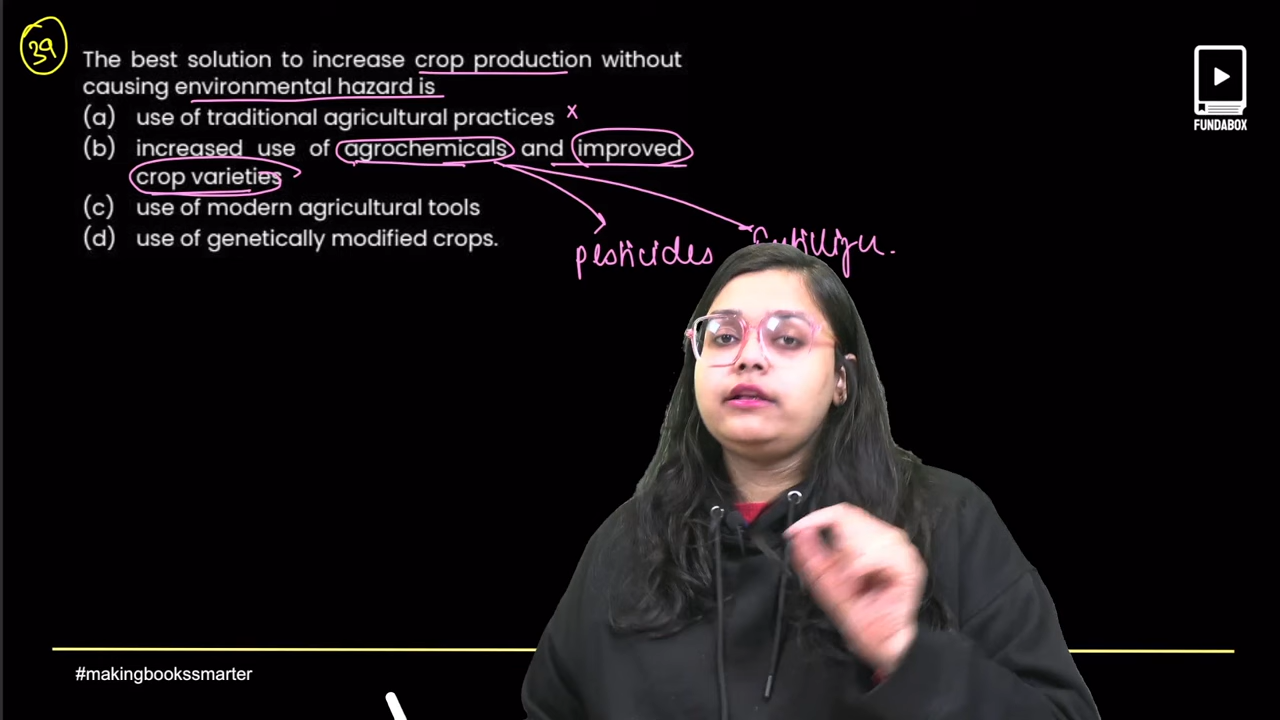 39
The best solution to increase crop production without
causing environmental hazard is
(a) use of traditional agricultural practices x
(b) increased use of agrochemicals and improved
crop varieties
(c) use of modern agricultural tools
(d) use of genetically modified crops.
pesticides
FUNDABOX
#makingbookssmarter